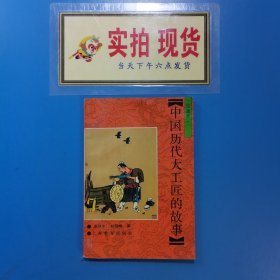 实拍 现货
当天下午六点发货
【中国历代大工匠的故事】